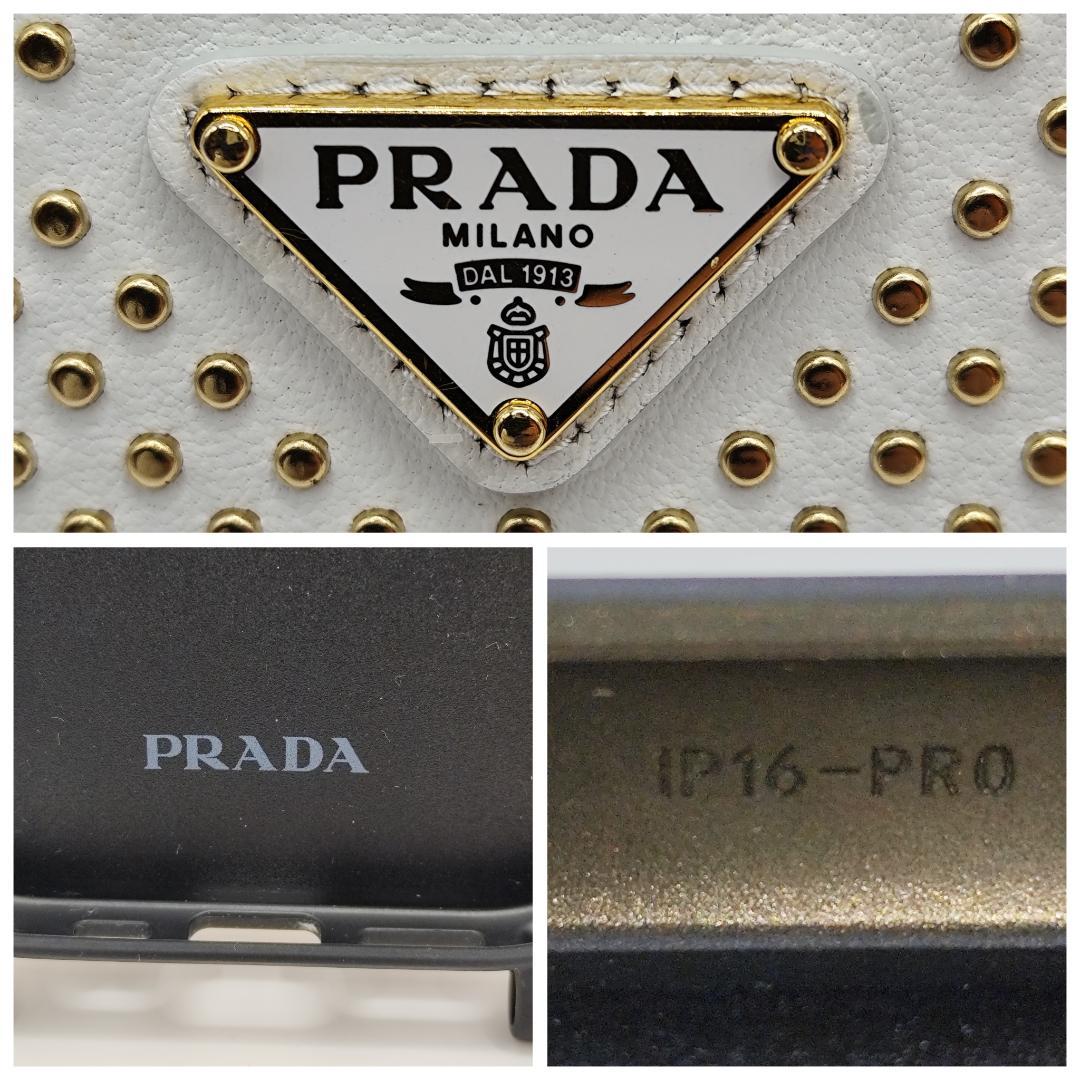 PRADA
MILANO
DAL 1913
PRADA
IP16-PRO